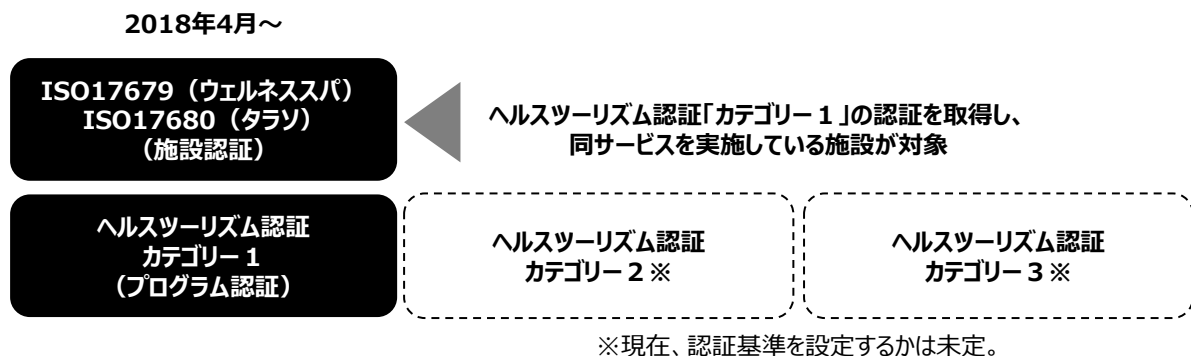 2018年4月～
ISO17679（ウェルネススパ）
ISO17680（タラソ）
（施設認証）
ヘルスツーリズム認証「カテゴリー１」の認証を取得し、
同サービスを実施している施設が対象
ヘルスツーリズム認証
カテゴリー１
（プログラム認証）
ヘルスツーリズム認証
カテゴリー２※
ヘルスツーリズム認証
カテゴリー３※
※現在、認証基準を設定するかは未定。